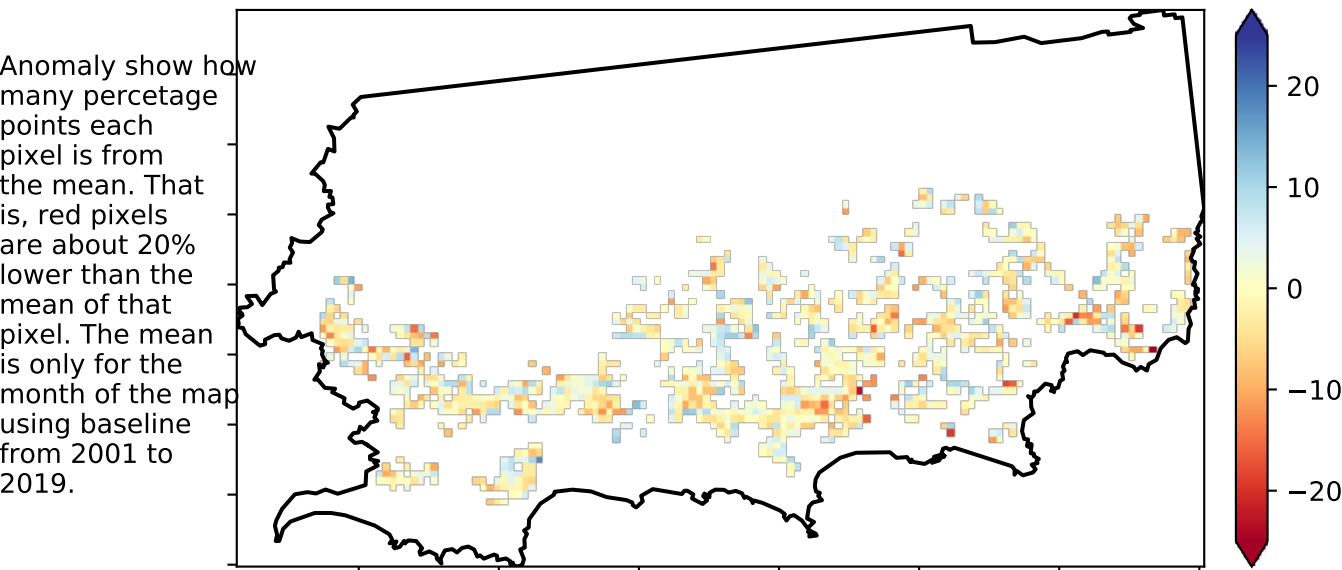 Anomaly show how
many percetage
points each
pixel is from
the mean. That
is, red pixels
are about 20%
lower than the
mean of that
pixel. The mean
is only for the
month of the map
using baseline
from 2001 to
2019.
20
10
0
−10
−20